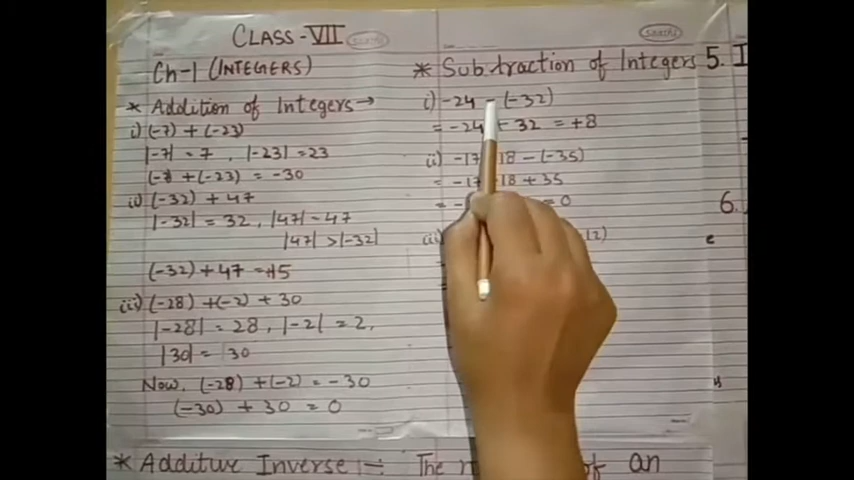 CLASS-VII
Ch-1 (INTEGERS)
* Addition of Integers→
i) (-7) + (-23)
|-7| = 7 , |-23| = 23
(-7) + (-23) = -30
ii) (-32) + 47
|-32| = 32, |47| = 47
|47| > |-32|
(-32) + 47 = +15
iii) (-28) + (-2) + 30
|-28| = 28, |-2| = 2,
|30| = 30
Now, (-28) + (-2) = -30
(-30) + 30 = 0
* Subtraction of Integers
i) -24 - (-32)
= -24 + 32 = +8
(ii) -17 18 - (-35)
= -17 18 + 35
= 0
12)
5. I
6.
* Additive Inverse :- The of an